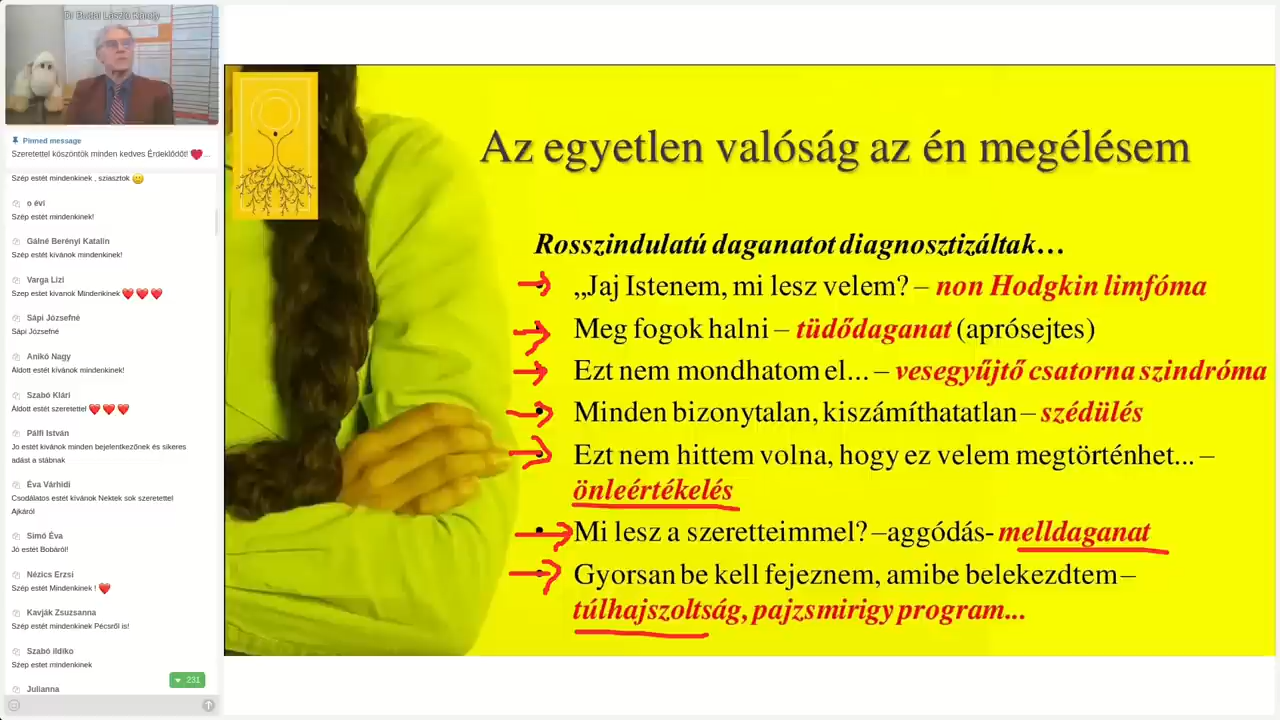 Dr Budai László Károly
Pinned message
Szeretettel köszöntök minden kedves Érdeklődőt! ❤️...
Szép estét mindenkinek , sziasztok 🙂
o évi
Szép estét mindenkinek!
Gálné Berényi Katalin
Szép estét kívánok mindenkinek!
Varga Lizi
Szep estet kivanok Mindenkinek ❤️ ❤️ ❤️
Sápi Józsefné
Sápi Józsefné
Anikó Nagy
Áldott estét kívánok mindenkinek!
Szabó Klári
Áldott estét szeretettel ❤️ ❤️ ❤️
Pálfi István
Jo estét kivánok minden bejelentkezőnek és sikeres
adást a stábnak
Éva Várhidi
Csodálatos estét kívánok Nektek sok szeretettel
Ajkáról
Simó Éva
Jó estét Bobáról!
Nézics Erzsi
Szép estét Mindenkinek ! ❤️
Kavják Zsuzsanna
Szép estét mindenkinek Pécsről is!
Szabó ildiko
Szép estet mindenkinek
231
Julianna
Az egyetlen valóság az én megélésem
Rosszindulatú daganatot diagnosztizáltak…
• „Jaj Istenem, mi lesz velem? – non Hodgkin limfóma
• Meg fogok halni – tüdődaganat (aprósejtes)
• Ezt nem mondhatom el... – vesegyűjtő csatorna szindróma
• Minden bizonytalan, kiszámíthatatlan – szédülés
• Ezt nem hittem volna, hogy ez velem megtörténhet... –
önleértékelés
• Mi lesz a szeretteimmel? –aggódás- melldaganat
• Gyorsan be kell fejeznem, amibe belekezdtem –
túlhajszoltság, pajzsmirigy program...